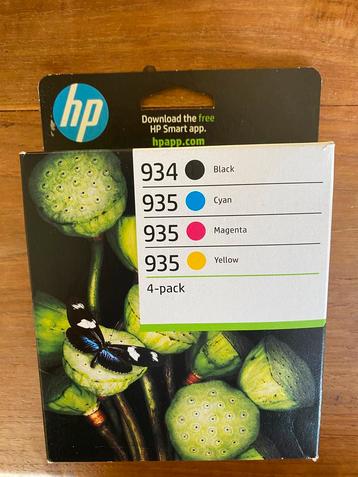 hp
Download the free
HP Smart app.
hpapp.com
934 Black
935 Cyan
935 Magenta
935 Yellow
4-pack